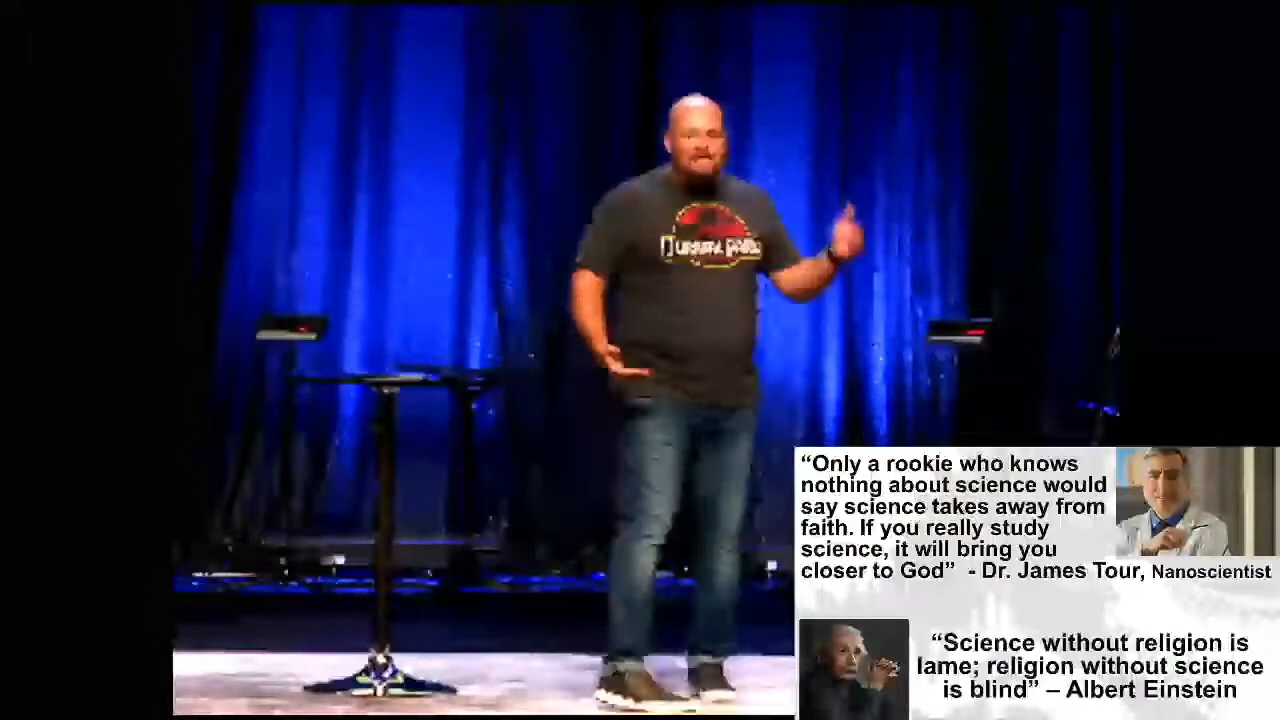 Jurassic Park
“Only a rookie who knows
nothing about science would
say science takes away from
faith. If you really study
science, it will bring you
closer to God” - Dr. James Tour, Nanoscientist
“Science without religion is
lame; religion without science
is blind” – Albert Einstein